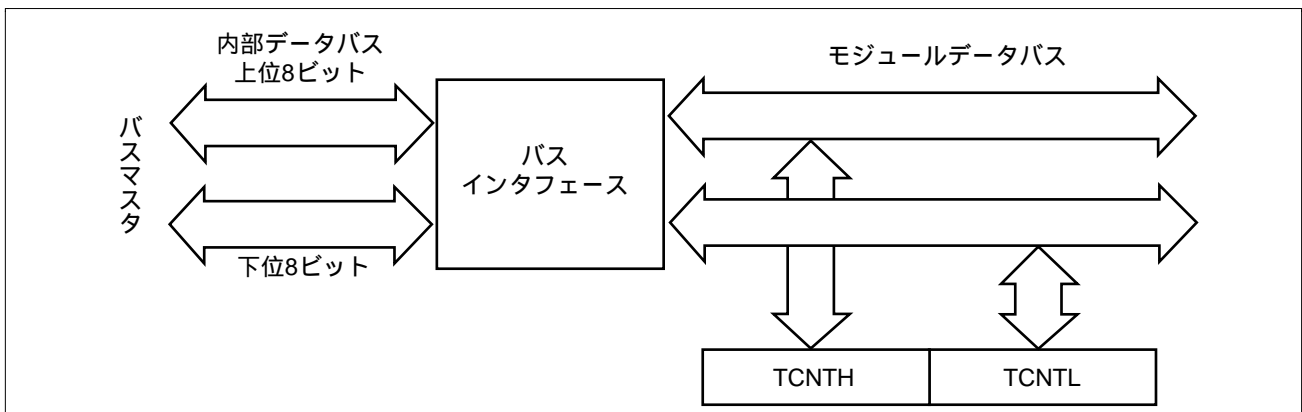 内部データバス
上位8ビット
モジュールデータバス
バスマスタ
バス
インタフェース
下位8ビット
TCNTH
TCNTL